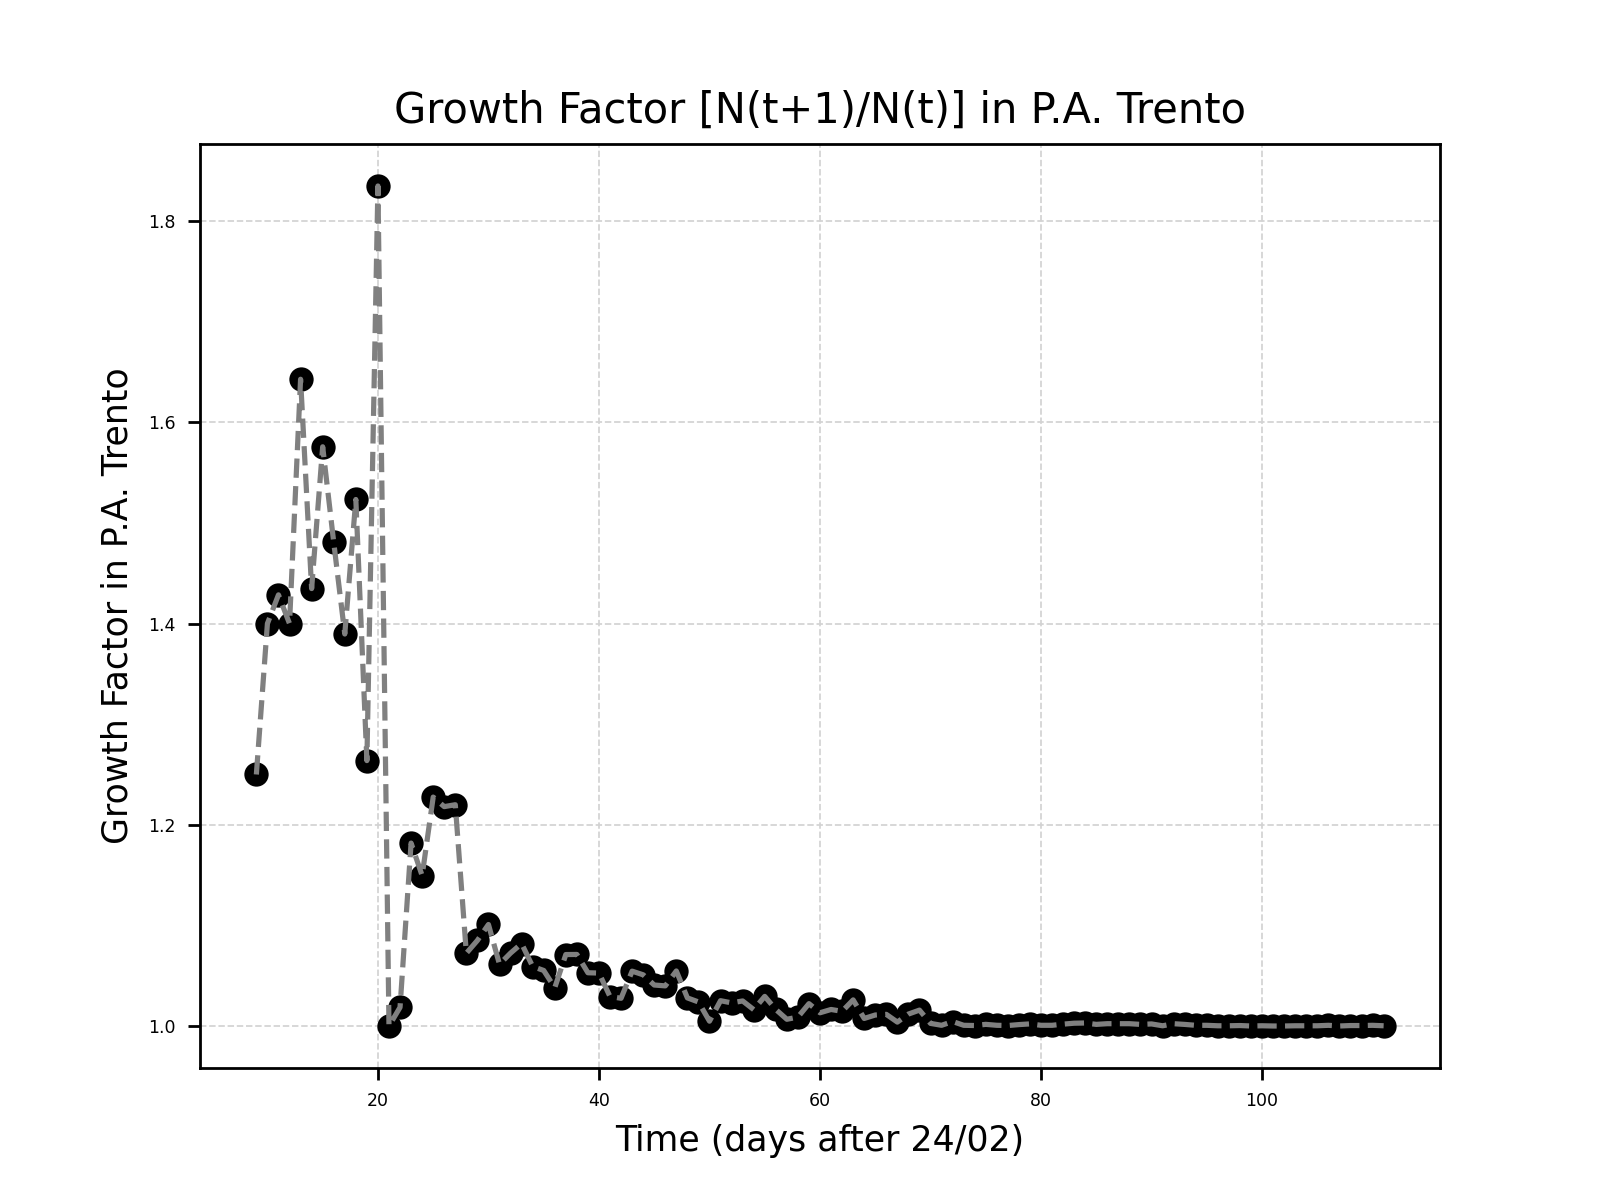 Growth Factor [N(t+1)/N(t)] in P.A. Trento
Growth Factor in P.A. Trento
1.8
1.6
1.4
1.2
1.0
20 40 60 80 100
Time (days after 24/02)